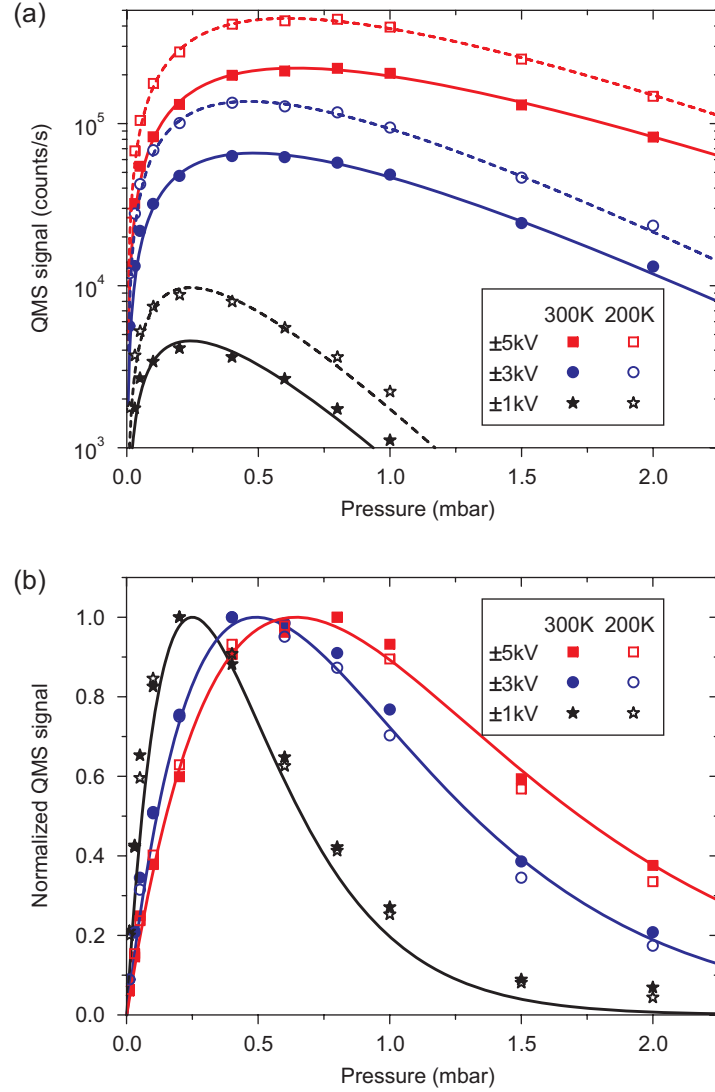 (a)
10^5
10^4
10^3
QMS signal (counts/s)
300K 200K
±5kV
±3kV
±1kV
0.0 0.5 1.0 1.5 2.0
Pressure (mbar)
(b)
1.0
0.8
0.6
0.4
0.2
0.0
Normalized QMS signal
300K 200K
±5kV
±3kV
±1kV
0.0 0.5 1.0 1.5 2.0
Pressure (mbar)